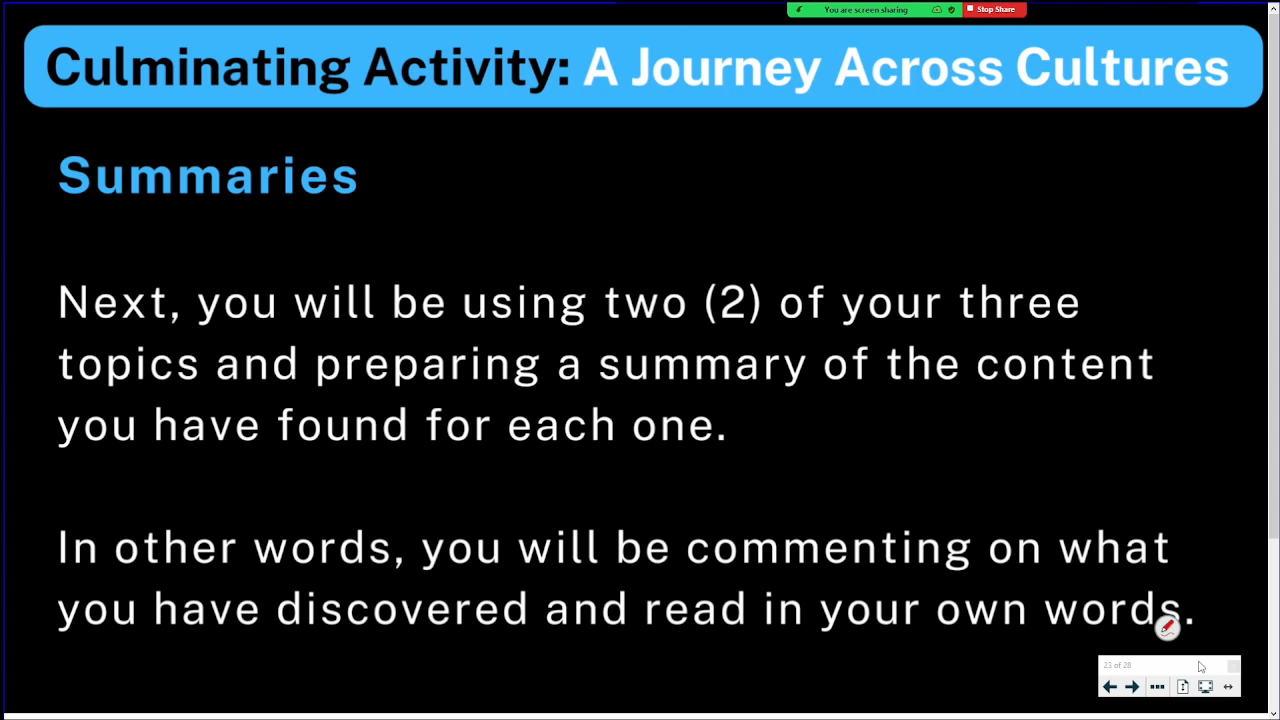 You are screen sharing Stop Share
Culminating Activity: A Journey Across Cultures
Summaries
Next, you will be using two (2) of your three
topics and preparing a summary of the content
you have found for each one.
In other words, you will be commenting on what
you have discovered and read in your own words.
23 of 28